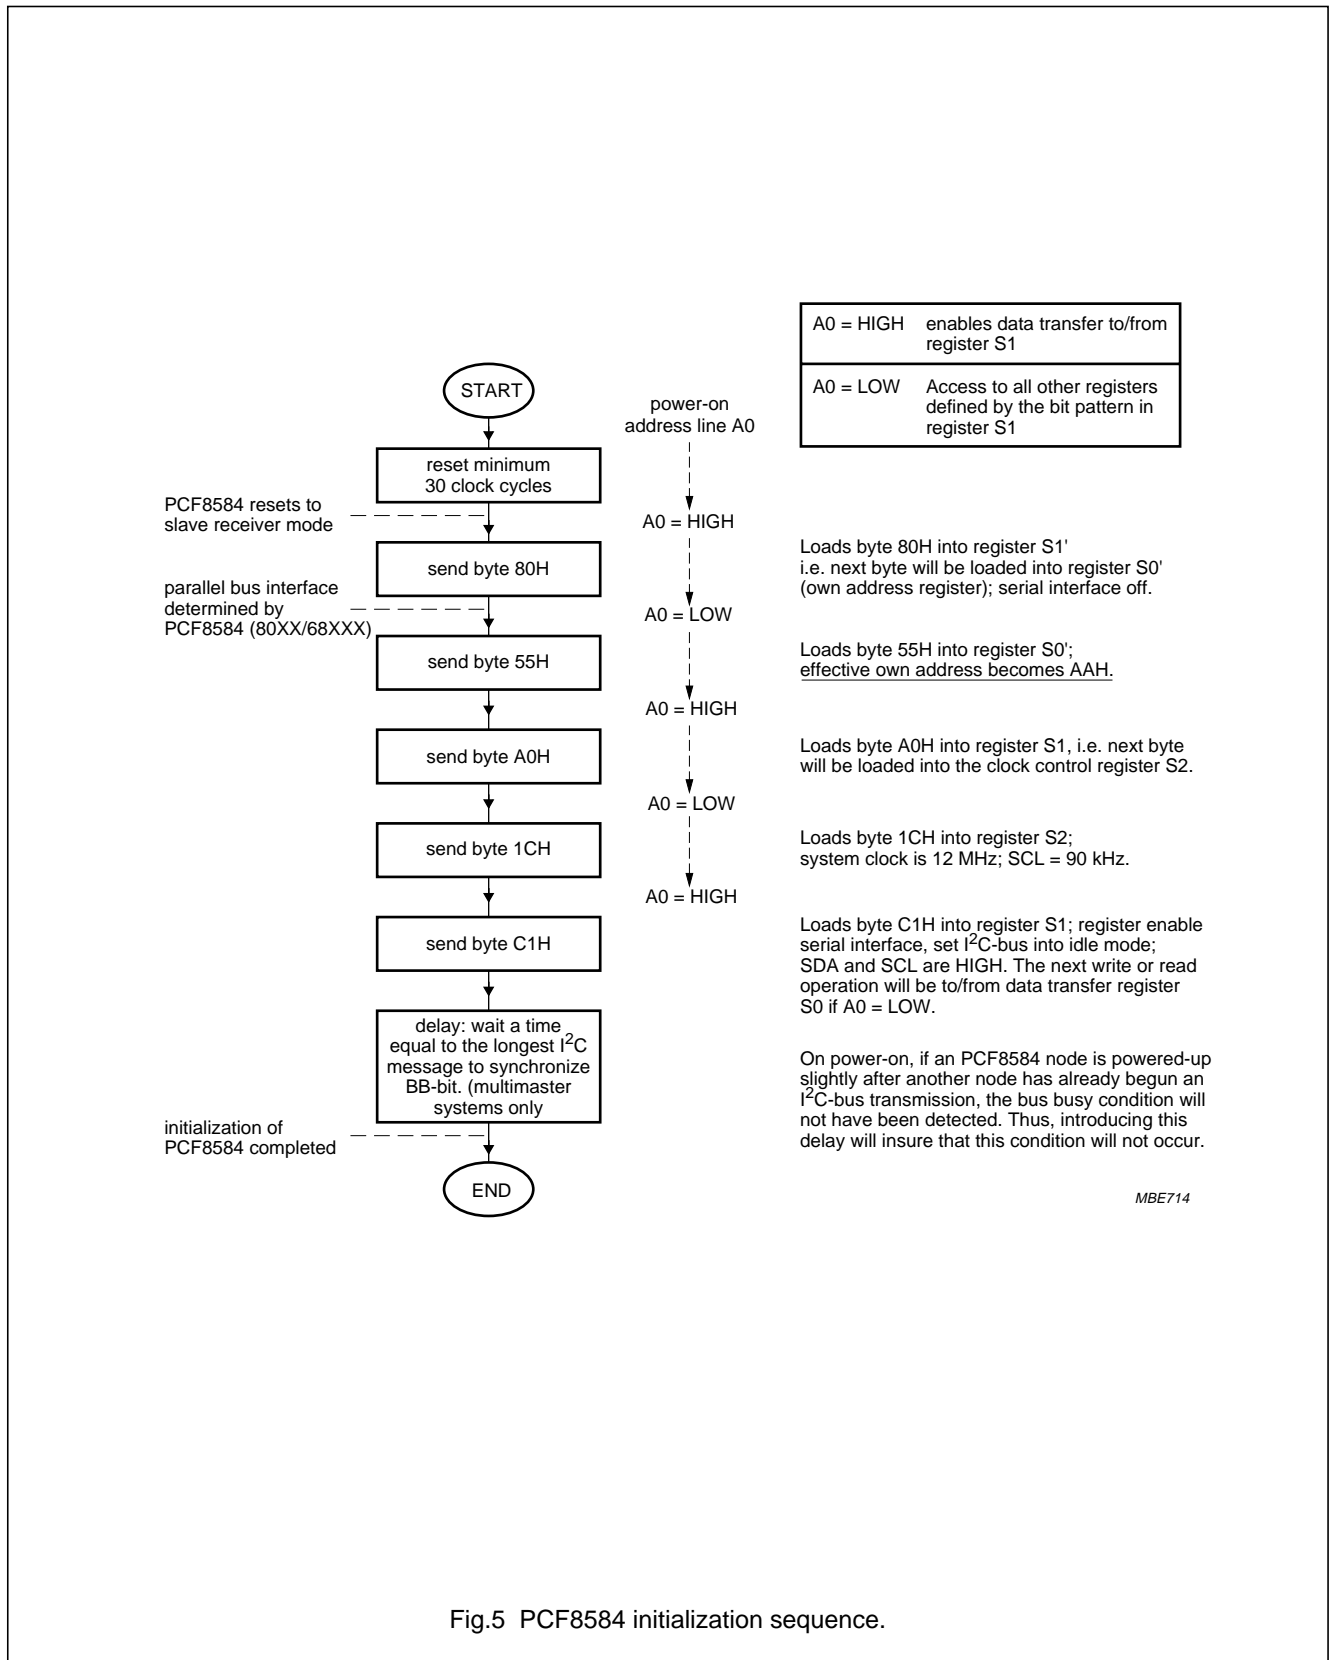 A0 = HIGH enables data transfer to/from
register S1
A0 = LOW Access to all other registers
defined by the bit pattern in
register S1
START
power-on
address line A0
reset minimum
30 clock cycles
PCF8584 resets to
slave receiver mode
A0 = HIGH
send byte 80H
Loads byte 80H into register S1'
i.e. next byte will be loaded into register S0'
(own address register); serial interface off.
parallel bus interface
determined by
PCF8584 (80XX/68XXX)
A0 = LOW
send byte 55H
Loads byte 55H into register S0';
effective own address becomes AAH.
A0 = HIGH
send byte A0H
Loads byte A0H into register S1, i.e. next byte
will be loaded into the clock control register S2.
A0 = LOW
send byte 1CH
Loads byte 1CH into register S2;
system clock is 12 MHz; SCL = 90 kHz.
A0 = HIGH
send byte C1H
Loads byte C1H into register S1; register enable
serial interface, set I2C-bus into idle mode;
SDA and SCL are HIGH. The next write or read
operation will be to/from data transfer register
S0 if A0 = LOW.
delay: wait a time
equal to the longest I2C
message to synchronize
BB-bit. (multimaster
systems only
On power-on, if an PCF8584 node is powered-up
slightly after another node has already begun an
I2C-bus transmission, the bus busy condition will
not have been detected. Thus, introducing this
delay will insure that this condition will not occur.
initialization of
PCF8584 completed
END
MBE714
Fig.5 PCF8584 initialization sequence.